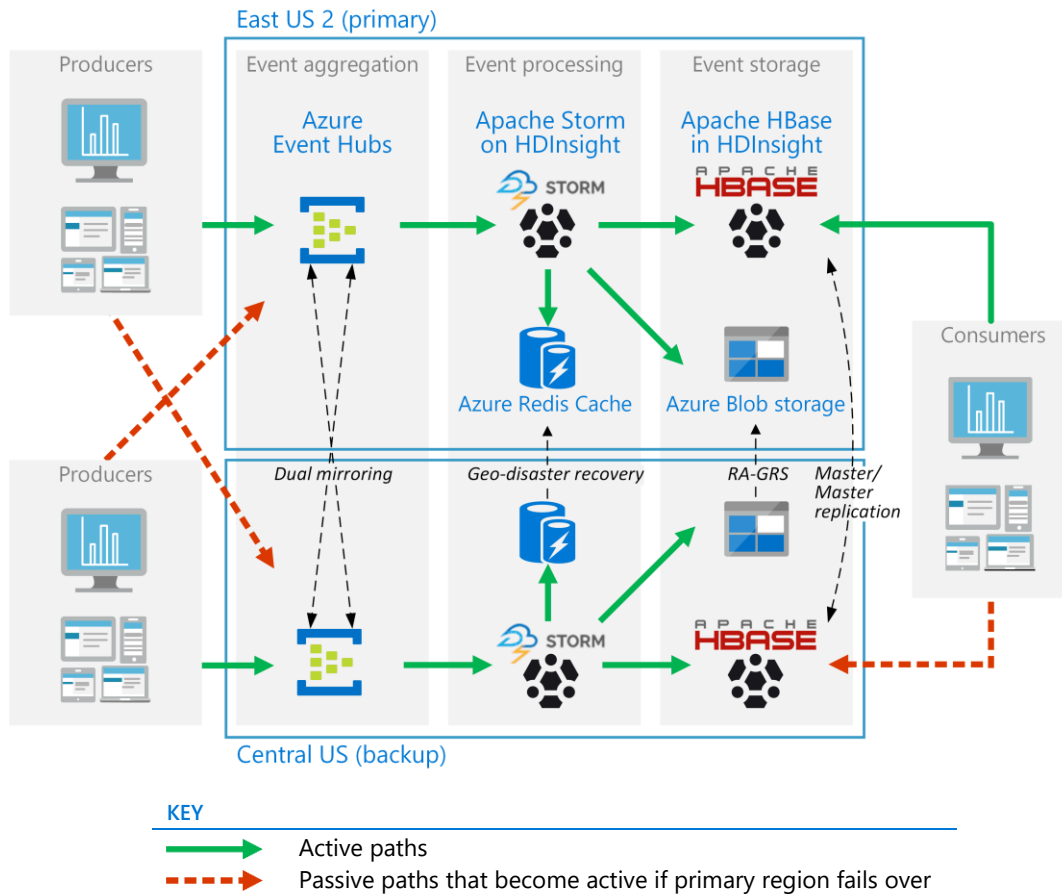 East US 2 (primary)
Producers
Event aggregation
Event processing
Event storage
Azure
Event Hubs
Apache Storm
on HDInsight
Apache HBase
in HDInsight
STORM
APACHE
HBASE
Consumers
Azure Redis Cache
Azure Blob storage
Producers
Dual mirroring
Geo-disaster recovery
RA-GRS
Master/
Master
replication
STORM
APACHE
HBASE
Central US (backup)
KEY
Active paths
Passive paths that become active if primary region fails over